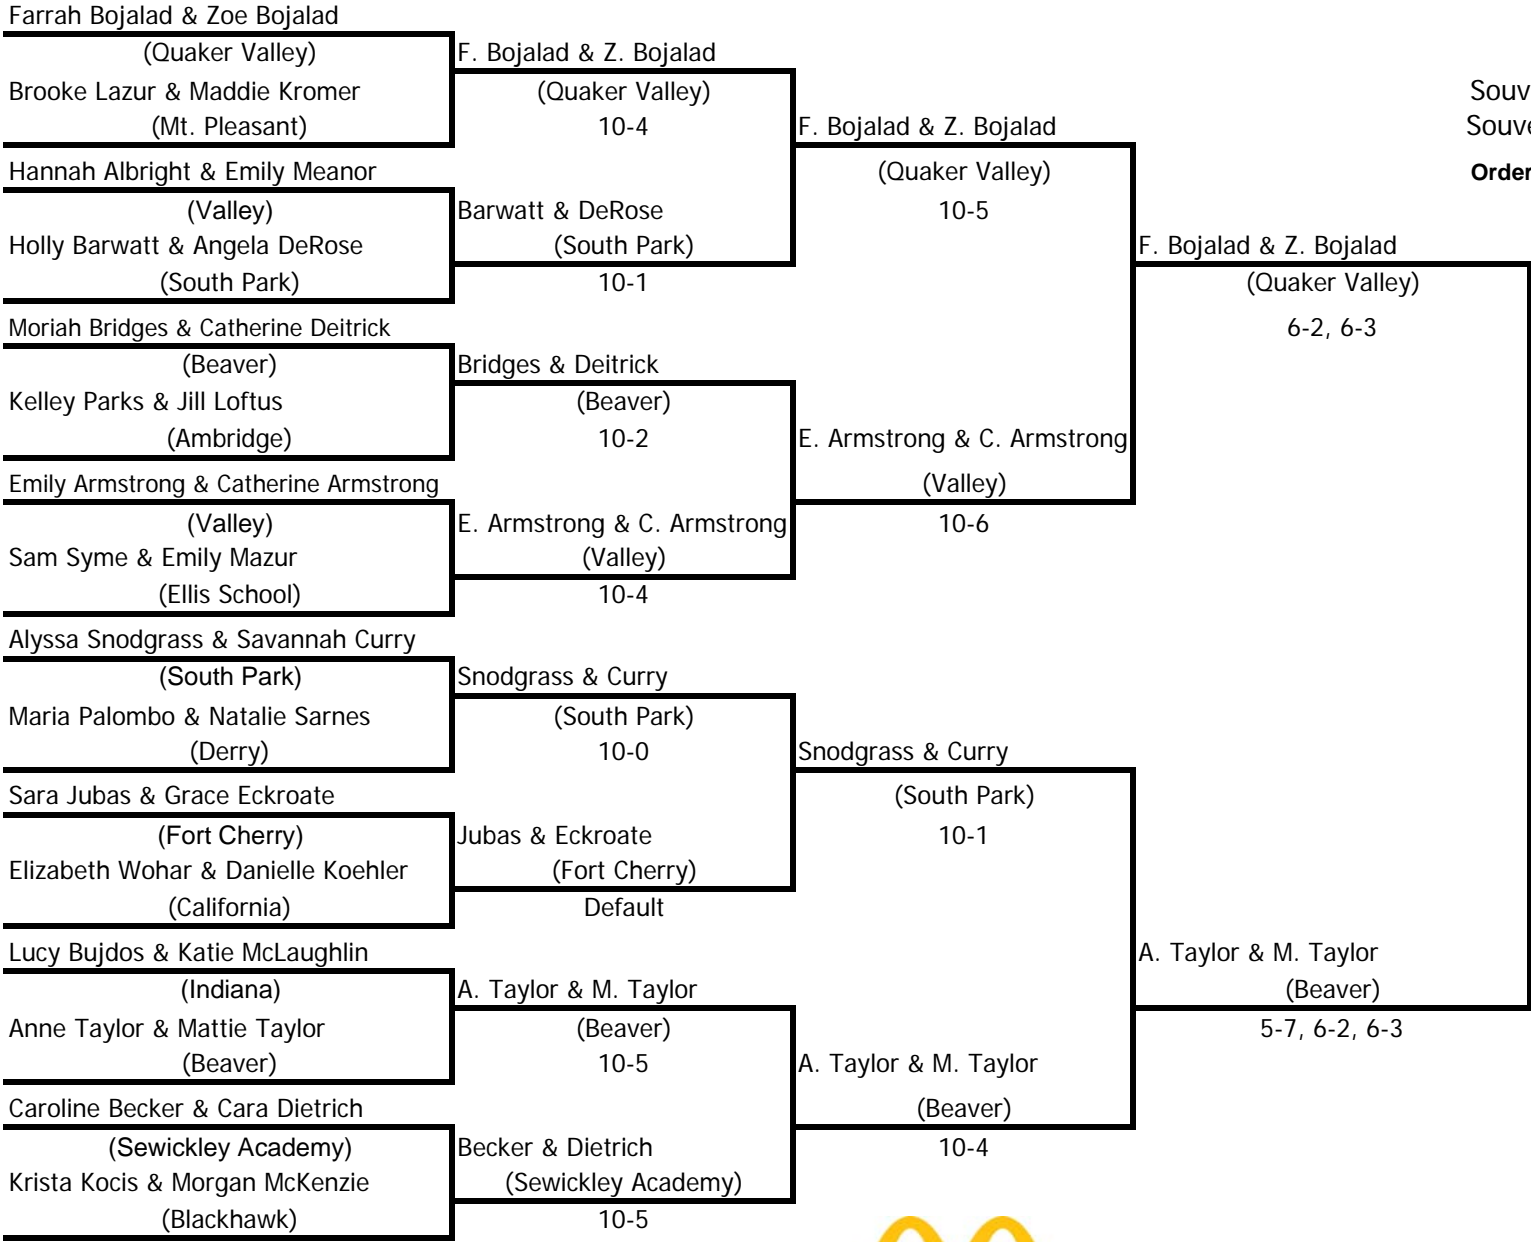 Farrah Bojalad & Zoe Bojalad
(Quaker Valley)
Brooke Lazur & Maddie Kromer
(Mt. Pleasant)
Hannah Albright & Emily Meanor
(Valley)
Holly Barwatt & Angela DeRose
(South Park)
Moriah Bridges & Catherine Deitrick
(Beaver)
Kelley Parks & Jill Loftus
(Ambridge)
Emily Armstrong & Catherine Armstrong
(Valley)
Sam Syme & Emily Mazur
(Ellis School)
Alyssa Snodgrass & Savannah Curry
(South Park)
Maria Palombo & Natalie Sarnes
(Derry)
Sara Jubas & Grace Eckroate
(Fort Cherry)
Elizabeth Wohar & Danielle Koehler
(California)
Lucy Bujdos & Katie McLaughlin
(Indiana)
Anne Taylor & Mattie Taylor
(Beaver)
Caroline Becker & Cara Dietrich
(Sewickley Academy)
Krista Kocis & Morgan McKenzie
(Blackhawk)
F. Bojalad & Z. Bojalad
(Quaker Valley)
10-4
Barwatt & DeRose
(South Park)
10-1
Bridges & Deitrick
(Beaver)
10-2
E. Armstrong & C. Armstrong
(Valley)
10-4
Snodgrass & Curry
(South Park)
10-0
Jubas & Eckroate
(Fort Cherry)
Default
A. Taylor & M. Taylor
(Beaver)
10-5
Becker & Dietrich
(Sewickley Academy)
10-5
F. Bojalad & Z. Bojalad
(Quaker Valley)
10-5
E. Armstrong & C. Armstrong
(Valley)
10-6
Snodgrass & Curry
(South Park)
10-1
A. Taylor & M. Taylor
(Beaver)
10-4
F. Bojalad & Z. Bojalad
(Quaker Valley)
6-2, 6-3
A. Taylor & M. Taylor
(Beaver)
5-7, 6-2, 6-3
Order